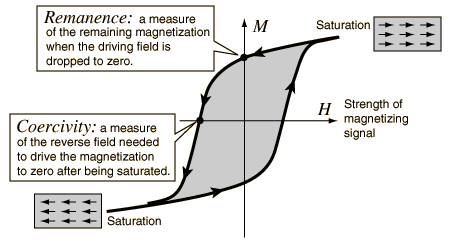 Remanence: a measure
of the remaining magnetization
when the driving field is
dropped to zero.
M
Saturation
H
Strength of
magnetizing
signal
Coercivity: a measure
of the reverse field needed
to drive the magnetization
to zero after being saturated.
Saturation